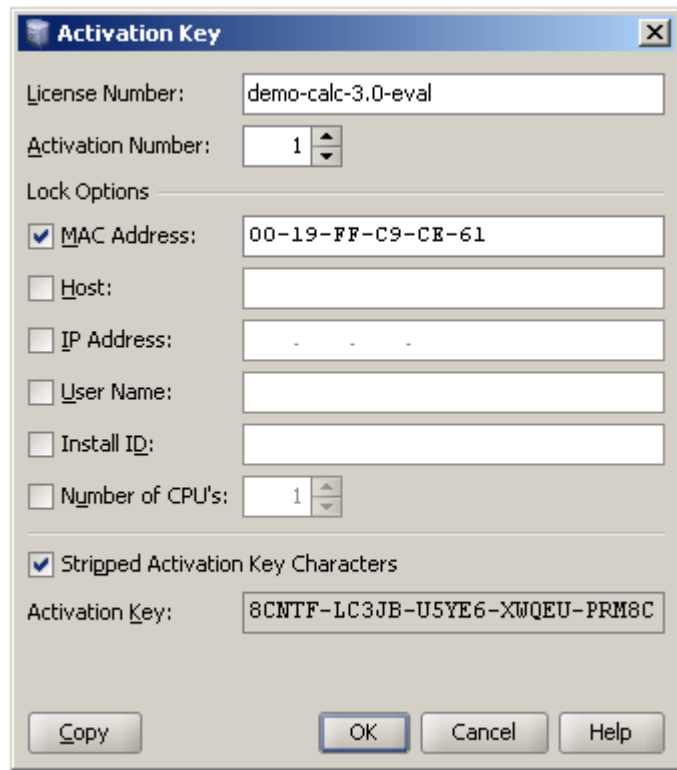 Activation Key
License Number: demo-calc-3.0-eval
Activation Number: 1
Lock Options
MAC Address: 00-19-FF-C9-CE-61
Host:
IP Address: . . .
User Name:
Install ID:
Number of CPU's: 1
Stripped Activation Key Characters
Activation Key: 8CNTF-LC3JB-U5YE6-XWQEU-PRM8C
Copy OK Cancel Help